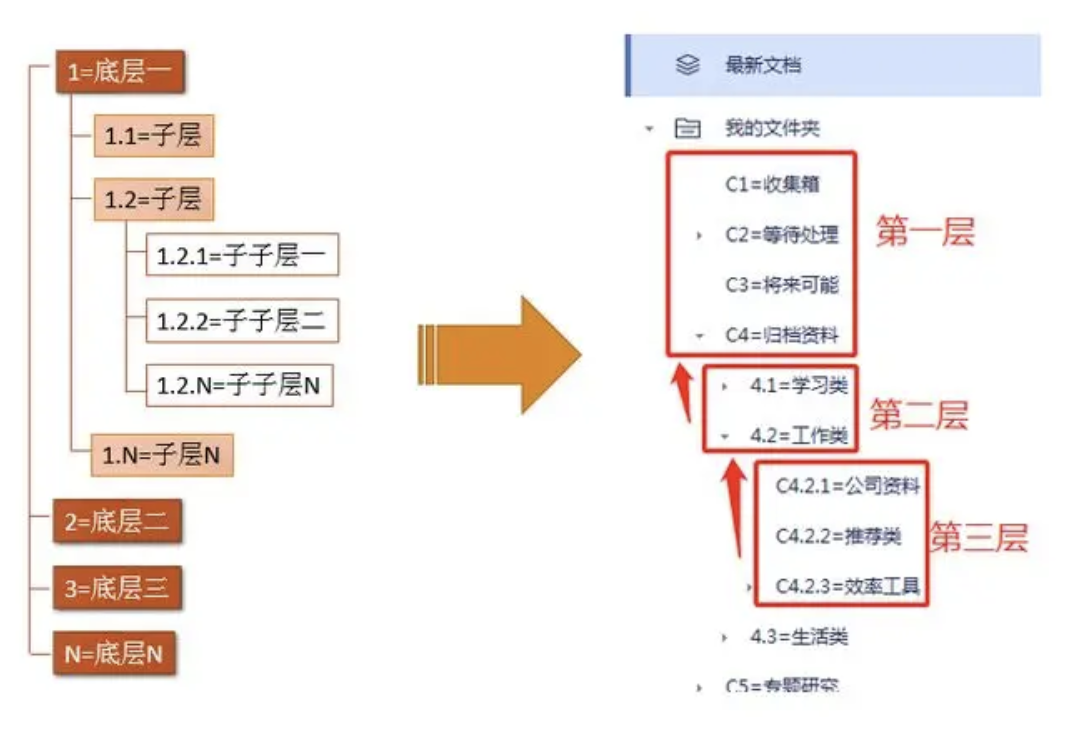 1=底层一
1.1=子层
1.2=子层
1.2.1=子子层一
1.2.2=子子层二
1.2.N=子子层N
1.N=子层N
2=底层二
3=底层三
N=底层N
最新文档
我的文件夹
C1=收集箱
C2=等待处理
C3=将来可能
C4=归档资料
第一层
4.1=学习类
4.2=工作类
第二层
C4.2.1=公司资料
C4.2.2=推荐类
C4.2.3=效率工具
第三层
4.3=生活类
C5=专题研究